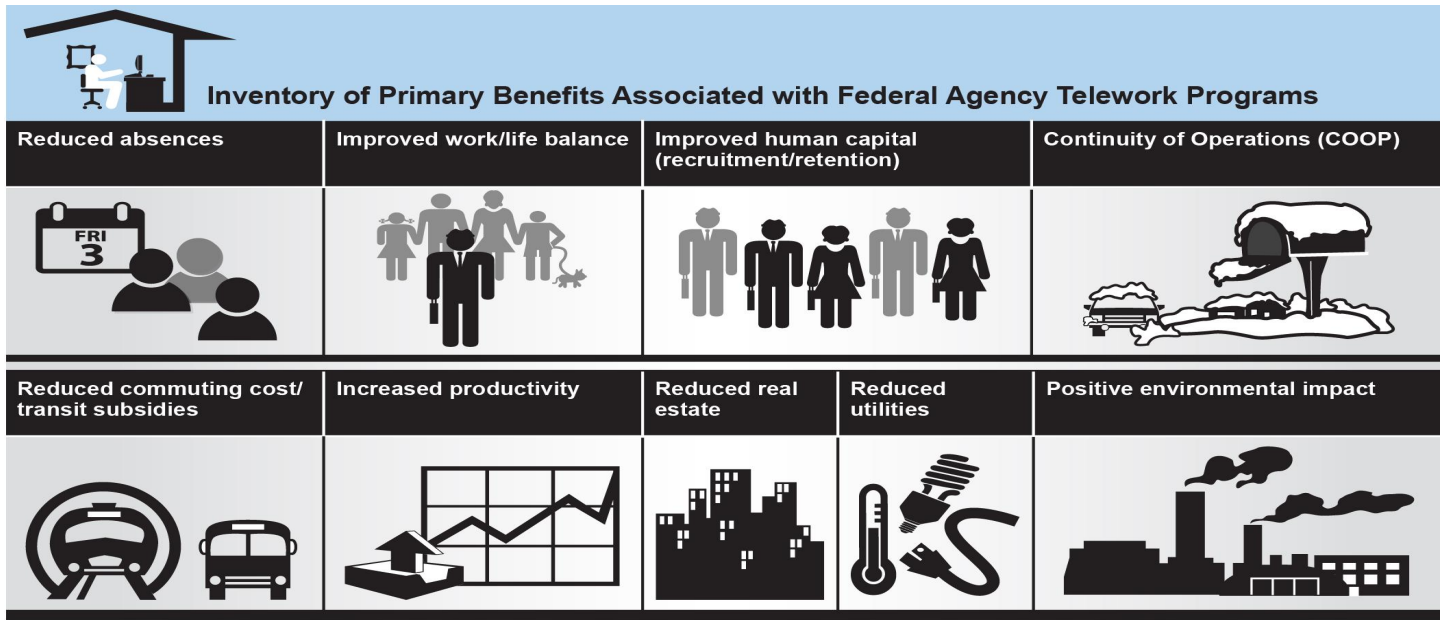 Inventory of Primary Benefits Associated with Federal Agency Telework Programs
Reduced absences
Improved work/life balance
Improved human capital
(recruitment/retention)
Continuity of Operations (COOP)
FRI
3
Reduced commuting cost/
transit subsidies
Increased productivity
Reduced real
estate
Reduced
utilities
Positive environmental impact